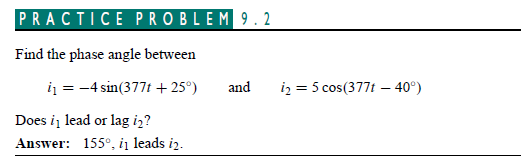 PRACTICE PROBLEM 9.2
Find the phase angle between
i₁ = −4 sin(377t + 25°) and i₂ = 5 cos(377t − 40°)
Does i₁ lead or lag i₂?
Answer: 155°, i₁ leads i₂.